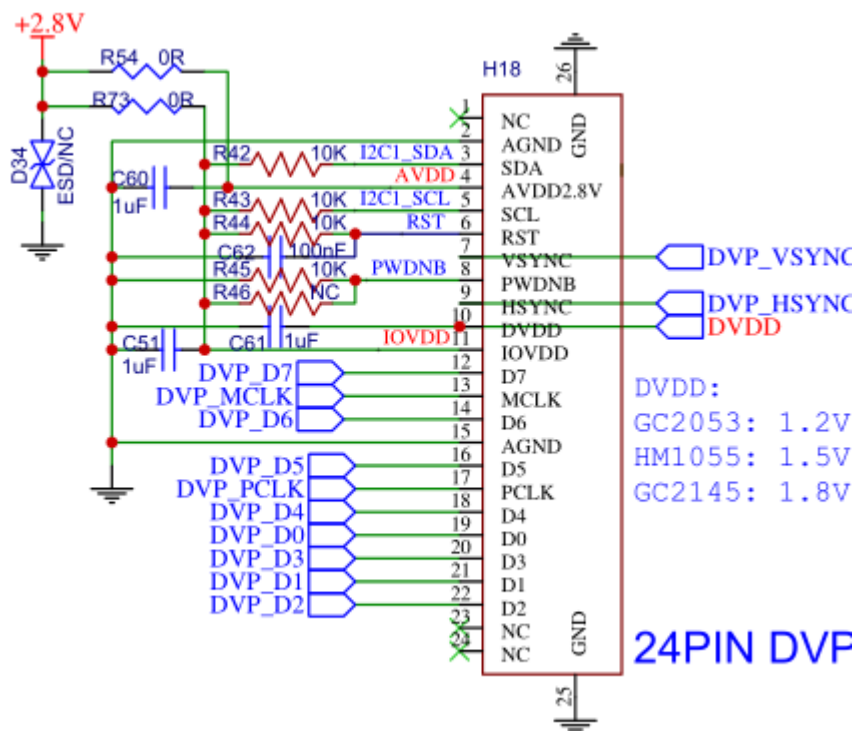 +2.8V
R54 0R
R73 0R
D34
ESD/NC
C60
1uF
R42 10K I2C1_SDA
AVDD
R43 10K I2C1_SCL
R44 10K RST
C62 100nF
R45 10K PWDNB
R46 NC
C51
1uF
C61 1uF
IOVDD
DVP_D7
DVP_MCLK
DVP_D6
DVP_D5
DVP_PCLK
DVP_D4
DVP_D0
DVP_D3
DVP_D1
DVP_D2
H18
26
GND
1 NC
2 AGND
3 SDA
4 AVDD2.8V
5 SCL
6 RST
7 VSYNC
8 PWDNB
9 HSYNC
10 DVDD
11 IOVDD
12 D7
13 MCLK
14 D6
15 AGND
16 D5
17 PCLK
18 D4
19 D0
20 D3
21 D1
22 D2
23 NC
24 NC
GND
25
DVP_VSYNC
DVP_HSYNC
DVDD
DVDD:
GC2053: 1.2V
HM1055: 1.5V
GC2145: 1.8V
24PIN DVP